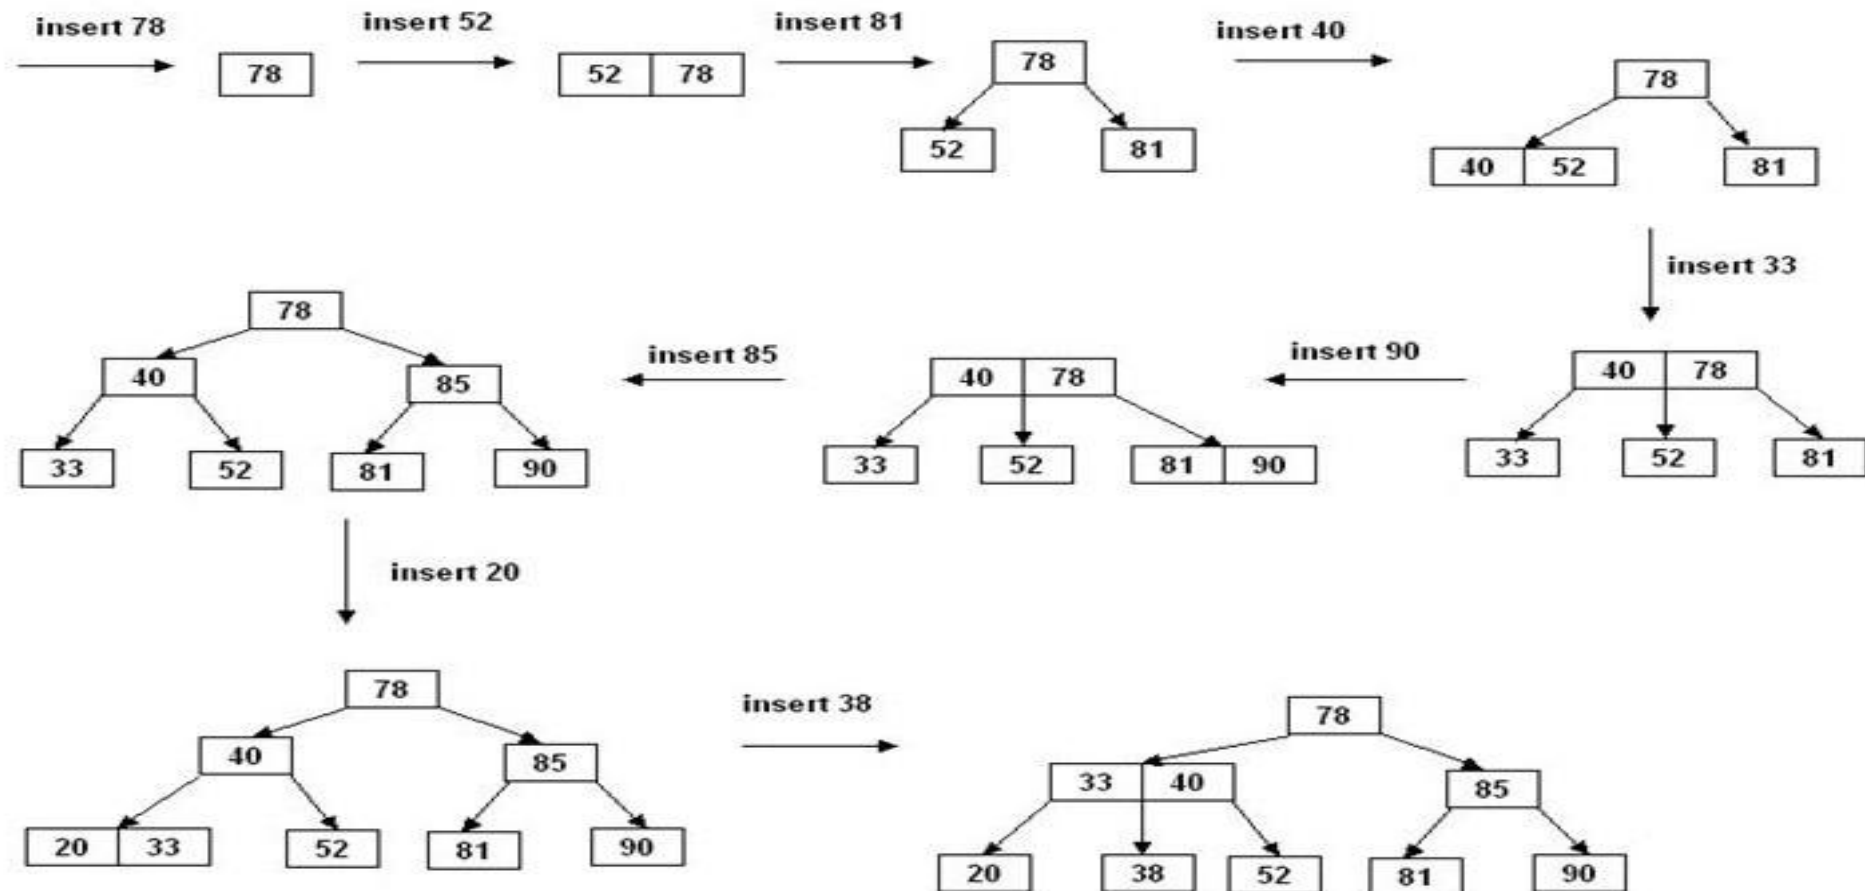 insert 78
78
insert 52
52 78
insert 81
78
52 81
insert 40
78
40 52 81
insert 33
40 78
33 52 81
insert 90
40 78
33 52 81 90
insert 85
78
40 85
33 52 81 90
insert 20
78
40 85
20 33 52 81 90
insert 38
78
33 40 85
20 38 52 81 90